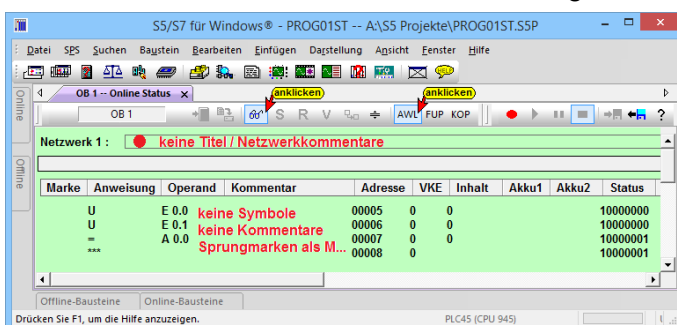 S5/S7 für Windows® - PROG01ST -- A:\S5 Projekte\PROG01ST.S5P
Datei SPS Suchen Baustein Bearbeiten Einfügen Darstellung Ansicht Fenster Hilfe
OB 1 -- Online Status x
anklicken) anklicken)
OB 1 S R V AWL FUP KOP ?
Online
Offline
Netzwerk 1 : keine Titel / Netzwerkkommentare
Marke Anweisung Operand Kommentar Adresse VKE Inhalt Akku1 Akku2 Status
U E 0.0 keine Symbole 00005 0 0 10000000
U E 0.1 keine Kommentare 00006 0 0 10000000
= A 0.0 Sprungmarken als M... 00007 0 0 10000001
*** 00008 0 10000001
Offline-Bausteine Online-Bausteine
Drücken Sie F1, um die Hilfe anzuzeigen. PLC45 (CPU 945)